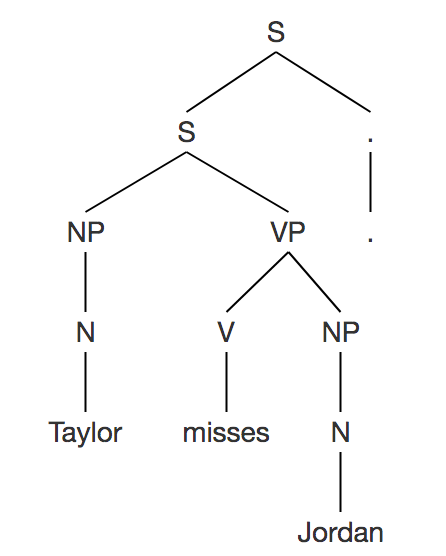 S
S .
NP VP .
N V NP
Taylor misses N
Jordan